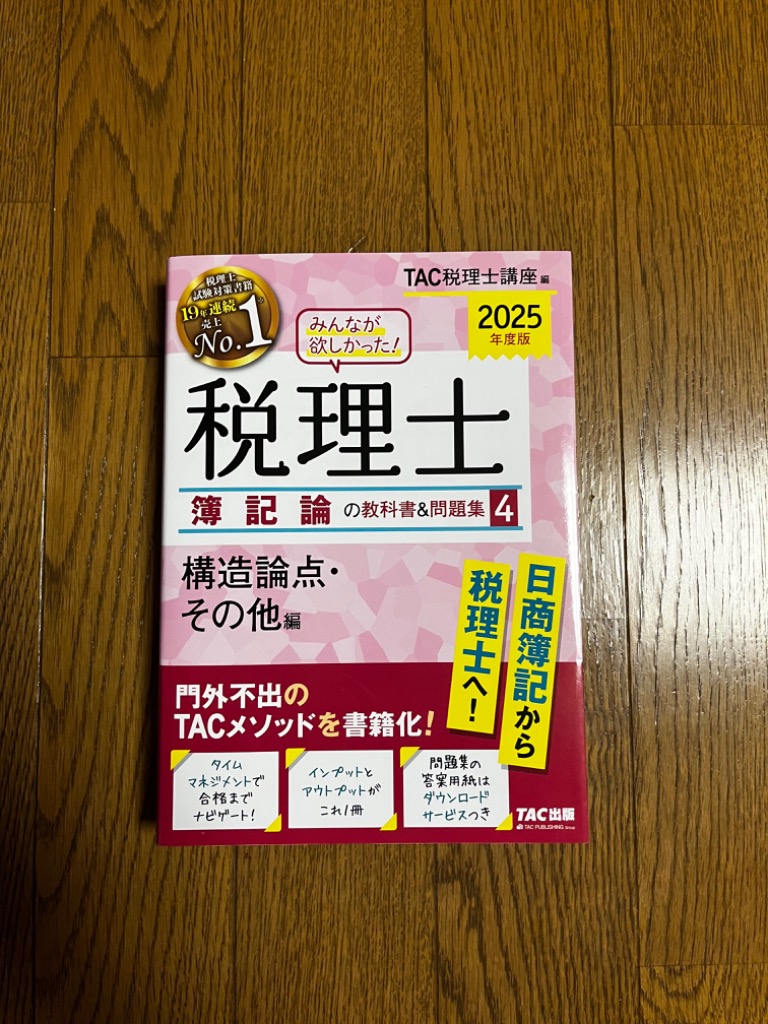 税理士
試験対策書籍
19年連続
売上
No.1
TAC税理士講座 編
2025
年度版
みんなが
欲しかった!
税理士
簿記論の教科書&問題集 4
構造論点・
その他編
日商簿記から
税理士へ!
門外不出の
TACメソッドを書籍化!
タイム
マネジメントで
合格まで
ナビゲート!
インプットと
アウトプットが
これ1冊
問題集の
答案用紙は
ダウンロード
サービスつき
TAC出版
TAC PUBLISHING Group